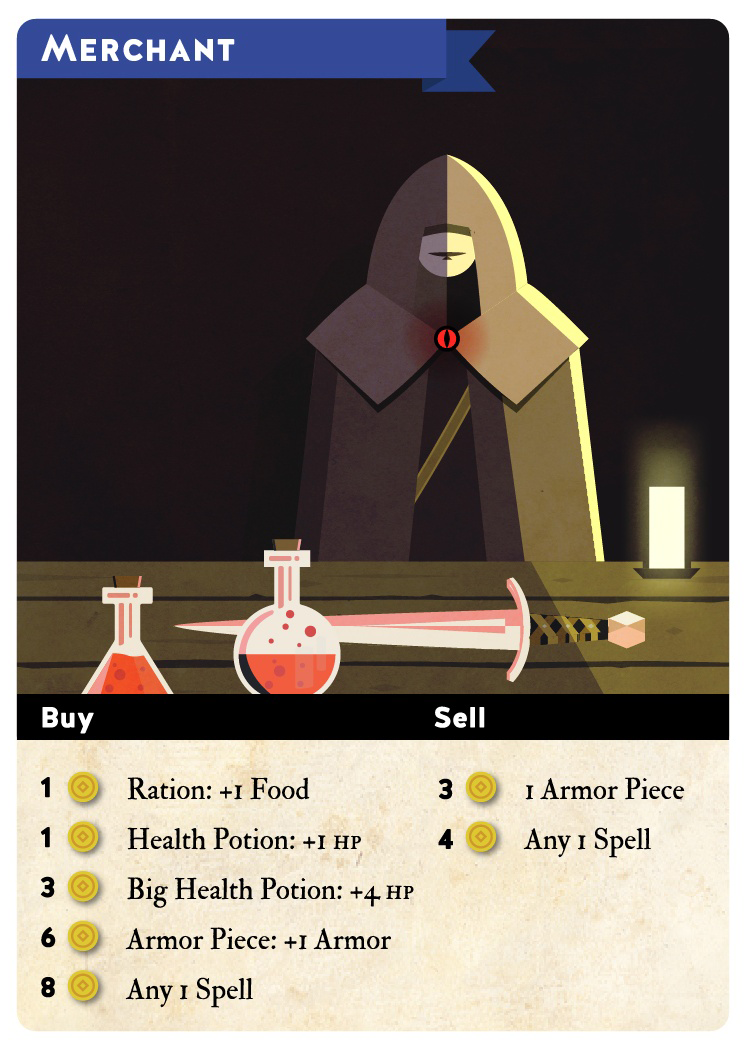 Merchant
Buy
Sell
1 Ration: +1 Food
1 Health Potion: +1 HP
3 Big Health Potion: +4 HP
6 Armor Piece: +1 Armor
8 Any 1 Spell
3 1 Armor Piece
4 Any 1 Spell